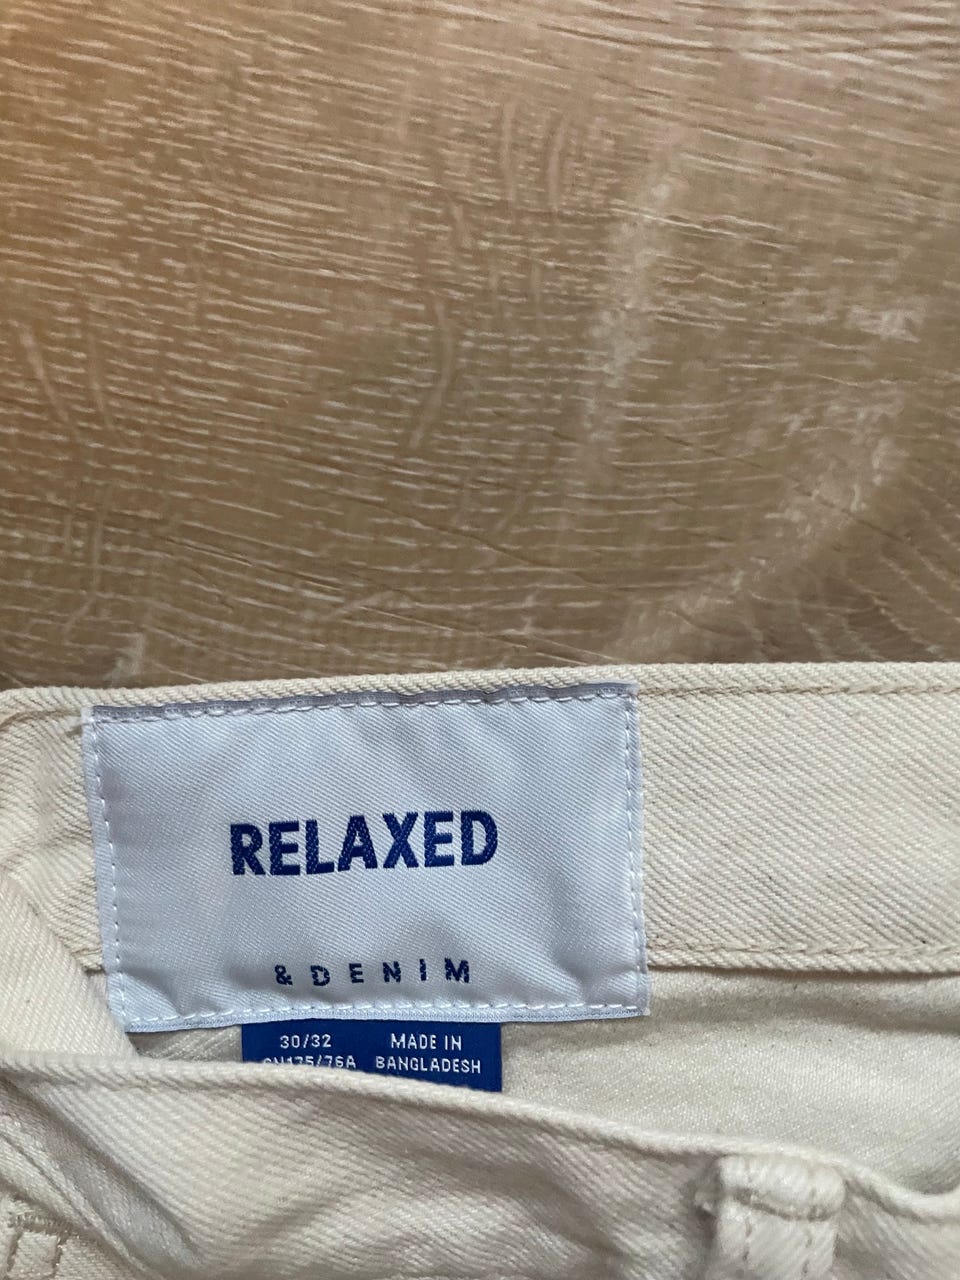 RELAXED
& DENIM
30/32 MADE IN
CN175/76A BANGLADESH